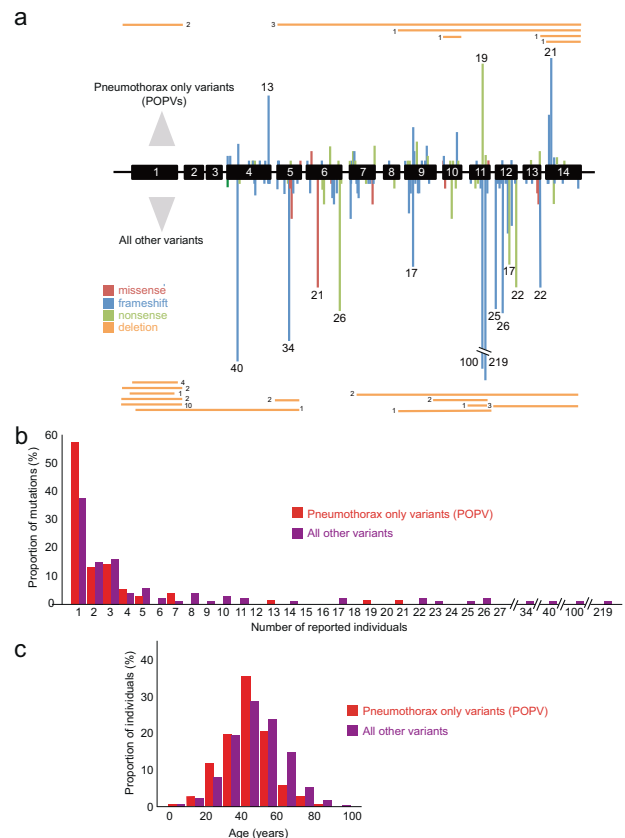 a
2
3
1
1
1
1
21
19
13
Pneumothorax only variants
(POPVs)
1 2 3 4 5 6 7 8 9 10 11 12 13 14
All other variants
missense
frameshift
nonsense
deletion
17
17
21
22
22
26
25
26
34
40
100
219
4
2
1
2
10
1
2
2
2
1
3
1
b
Proportion of mutations (%)
60
50
40
30
20
10
0
Pneumothorax only variants (POPV)
All other variants
1 2 3 4 5 6 7 8 9 10 11 12 13 14 15 16 17 18 19 20 21 22 23 24 25 26 27 34 40 100 219
Number of reported individuals
c
Proportion of individuals (%)
40
30
20
10
0
Pneumothorax only variants (POPV)
All other variants
0 20 40 60 80 100
Age (years)